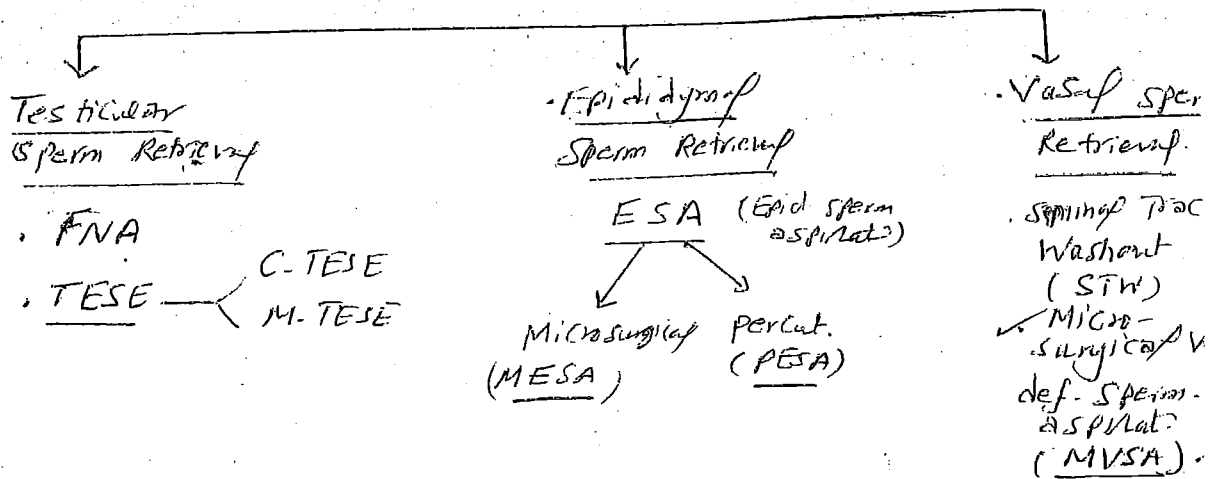 Testicular
Sperm Retrieval
. FNA
. TESE
C-TESE
M-TESE
. Epididymal
Sperm Retrieval
ESA (Epid sperm
aspirat:)
Microsurgical
(MESA)
percut.
(PESA)
. Vasal sper
Retrieval.
. Seminal Trac
Washout
(STW)
. Micro-
surgical V
def. sperm.
aspirat:
(MVSA).